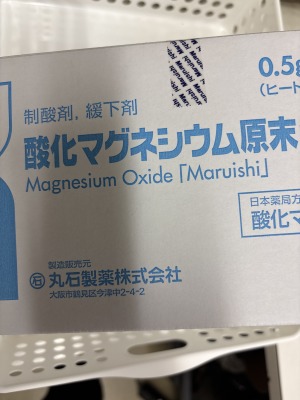 Maruishi Maruishi Maruishi
0.5g
(ヒート
制酸剤, 緩下剤
酸化マグネシウム原末
Magnesium Oxide「Maruishi」
日本薬局方
酸化マ
製造販売元
丸石製薬株式会社
大阪市鶴見区今津中2-4-2